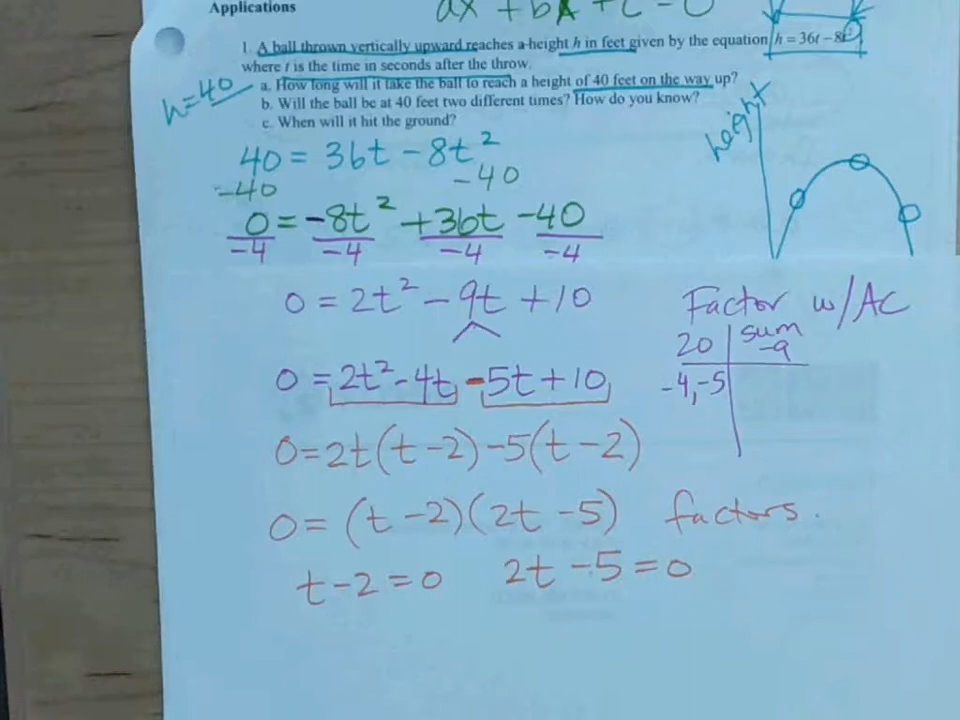 Applications
ax + bx + c = 0
1. A ball thrown vertically upward reaches a height h in feet given by the equation h = 36t – 8t²
where t is the time in seconds after the throw.
a. How long will it take the ball to reach a height of 40 feet on the way up?
b. Will the ball be at 40 feet two different times? How do you know?
c. When will it hit the ground?
h=40
height
40 = 36t - 8t²
-40 -40
0 = -8t² + 36t - 40
-4 -4 -4 -4
0 = 2t² - 9t + 10
Factor w/AC
20 sum
-9
-4, -5
0 = 2t² - 4t - 5t + 10
0 = 2t(t - 2) - 5(t - 2)
0 = (t - 2)(2t - 5) factors.
t - 2 = 0 2t - 5 = 0